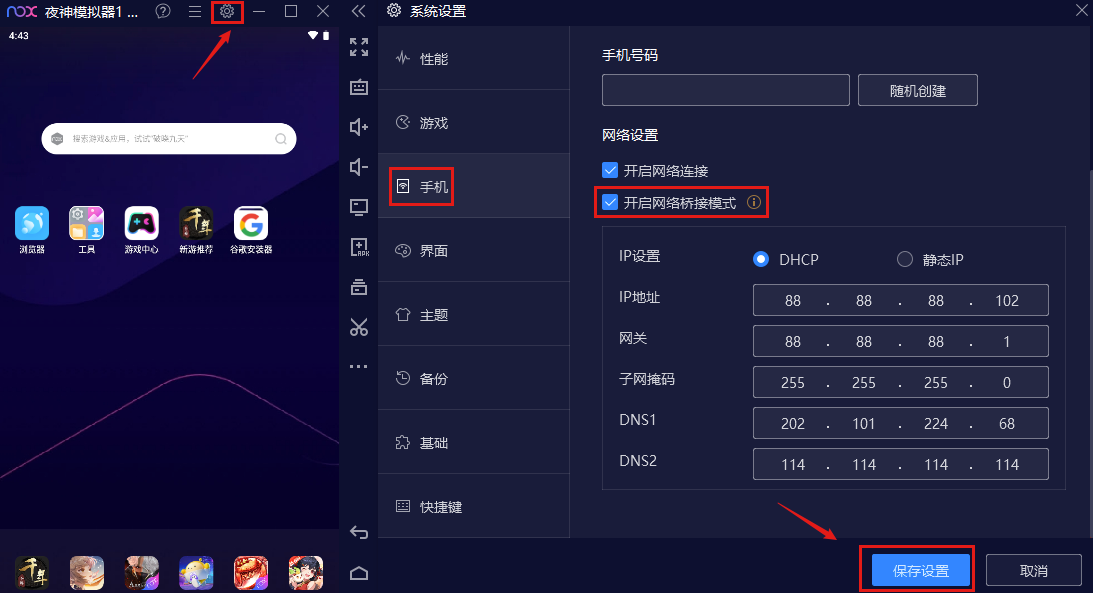 nox 夜神模拟器1 ...
系统设置
4:43
搜索游戏&应用，试试"破晓九天"
浏览器
工具
游戏中心
新游推荐
谷歌安装器
APK
性能
游戏
手机
界面
主题
备份
基础
快捷键
手机号码
随机创建
网络设置
开启网络连接
开启网络桥接模式
IP设置 DHCP 静态IP
IP地址 88 . 88 . 88 . 102
网关 88 . 88 . 88 . 1
子网掩码 255 . 255 . 255 . 0
DNS1 202 . 101 . 224 . 68
DNS2 114 . 114 . 114 . 114
保存设置 取消